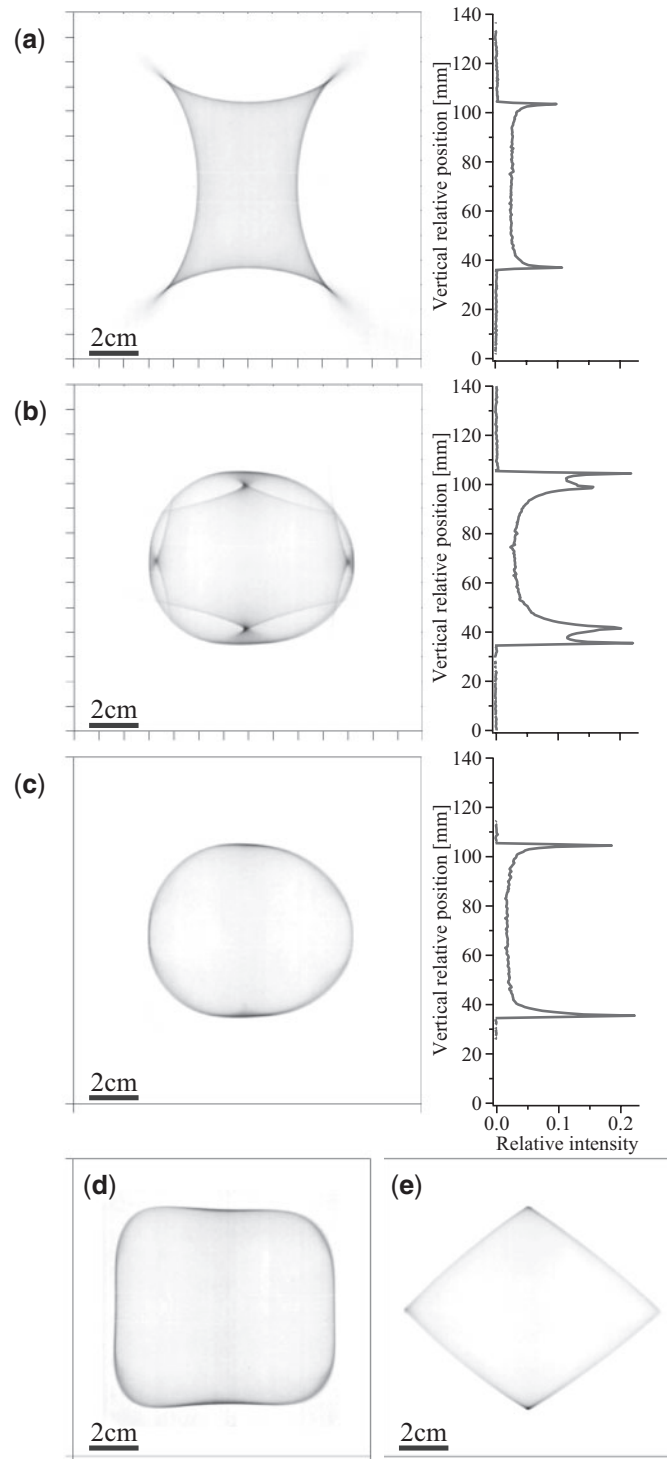 (a)
2cm
140
120
100
80
60
40
20
0
Vertical relative position [mm]
(b)
2cm
140
120
100
80
60
40
20
0
Vertical relative position [mm]
(c)
2cm
140
120
100
80
60
40
20
0
Vertical relative position [mm]
0.0 0.1 0.2
Relative intensity
(d)
2cm
(e)
2cm